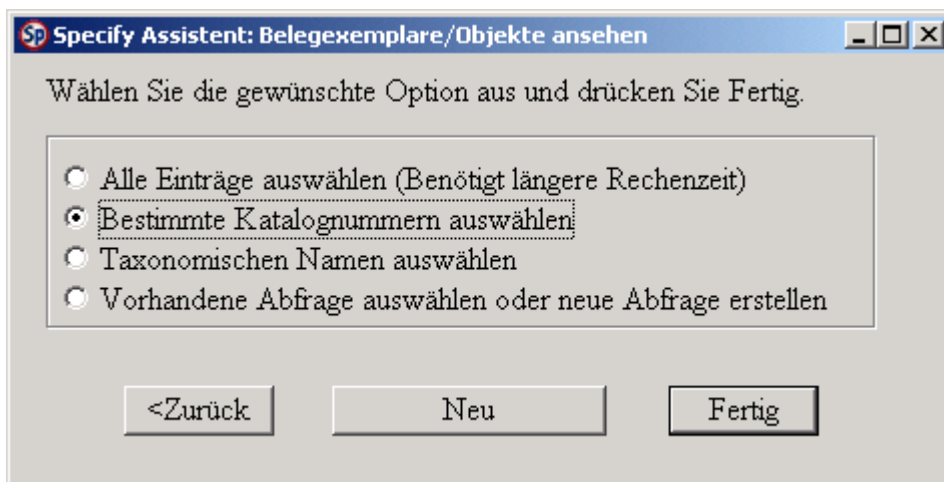 Sp Specify Assistent: Belegexemplare/Objekte ansehen
Wählen Sie die gewünschte Option aus und drücken Sie Fertig.
Alle Einträge auswählen (Benötigt längere Rechenzeit)
Bestimmte Katalognummern auswählen
Taxonomischen Namen auswählen
Vorhandene Abfrage auswählen oder neue Abfrage erstellen
<Zurück Neu Fertig